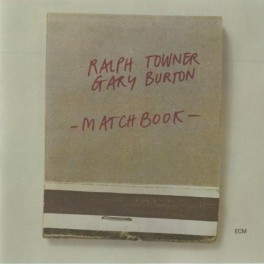 RALPH TOWNER
GARY BURTON
-MATCHBOOK-
ECM